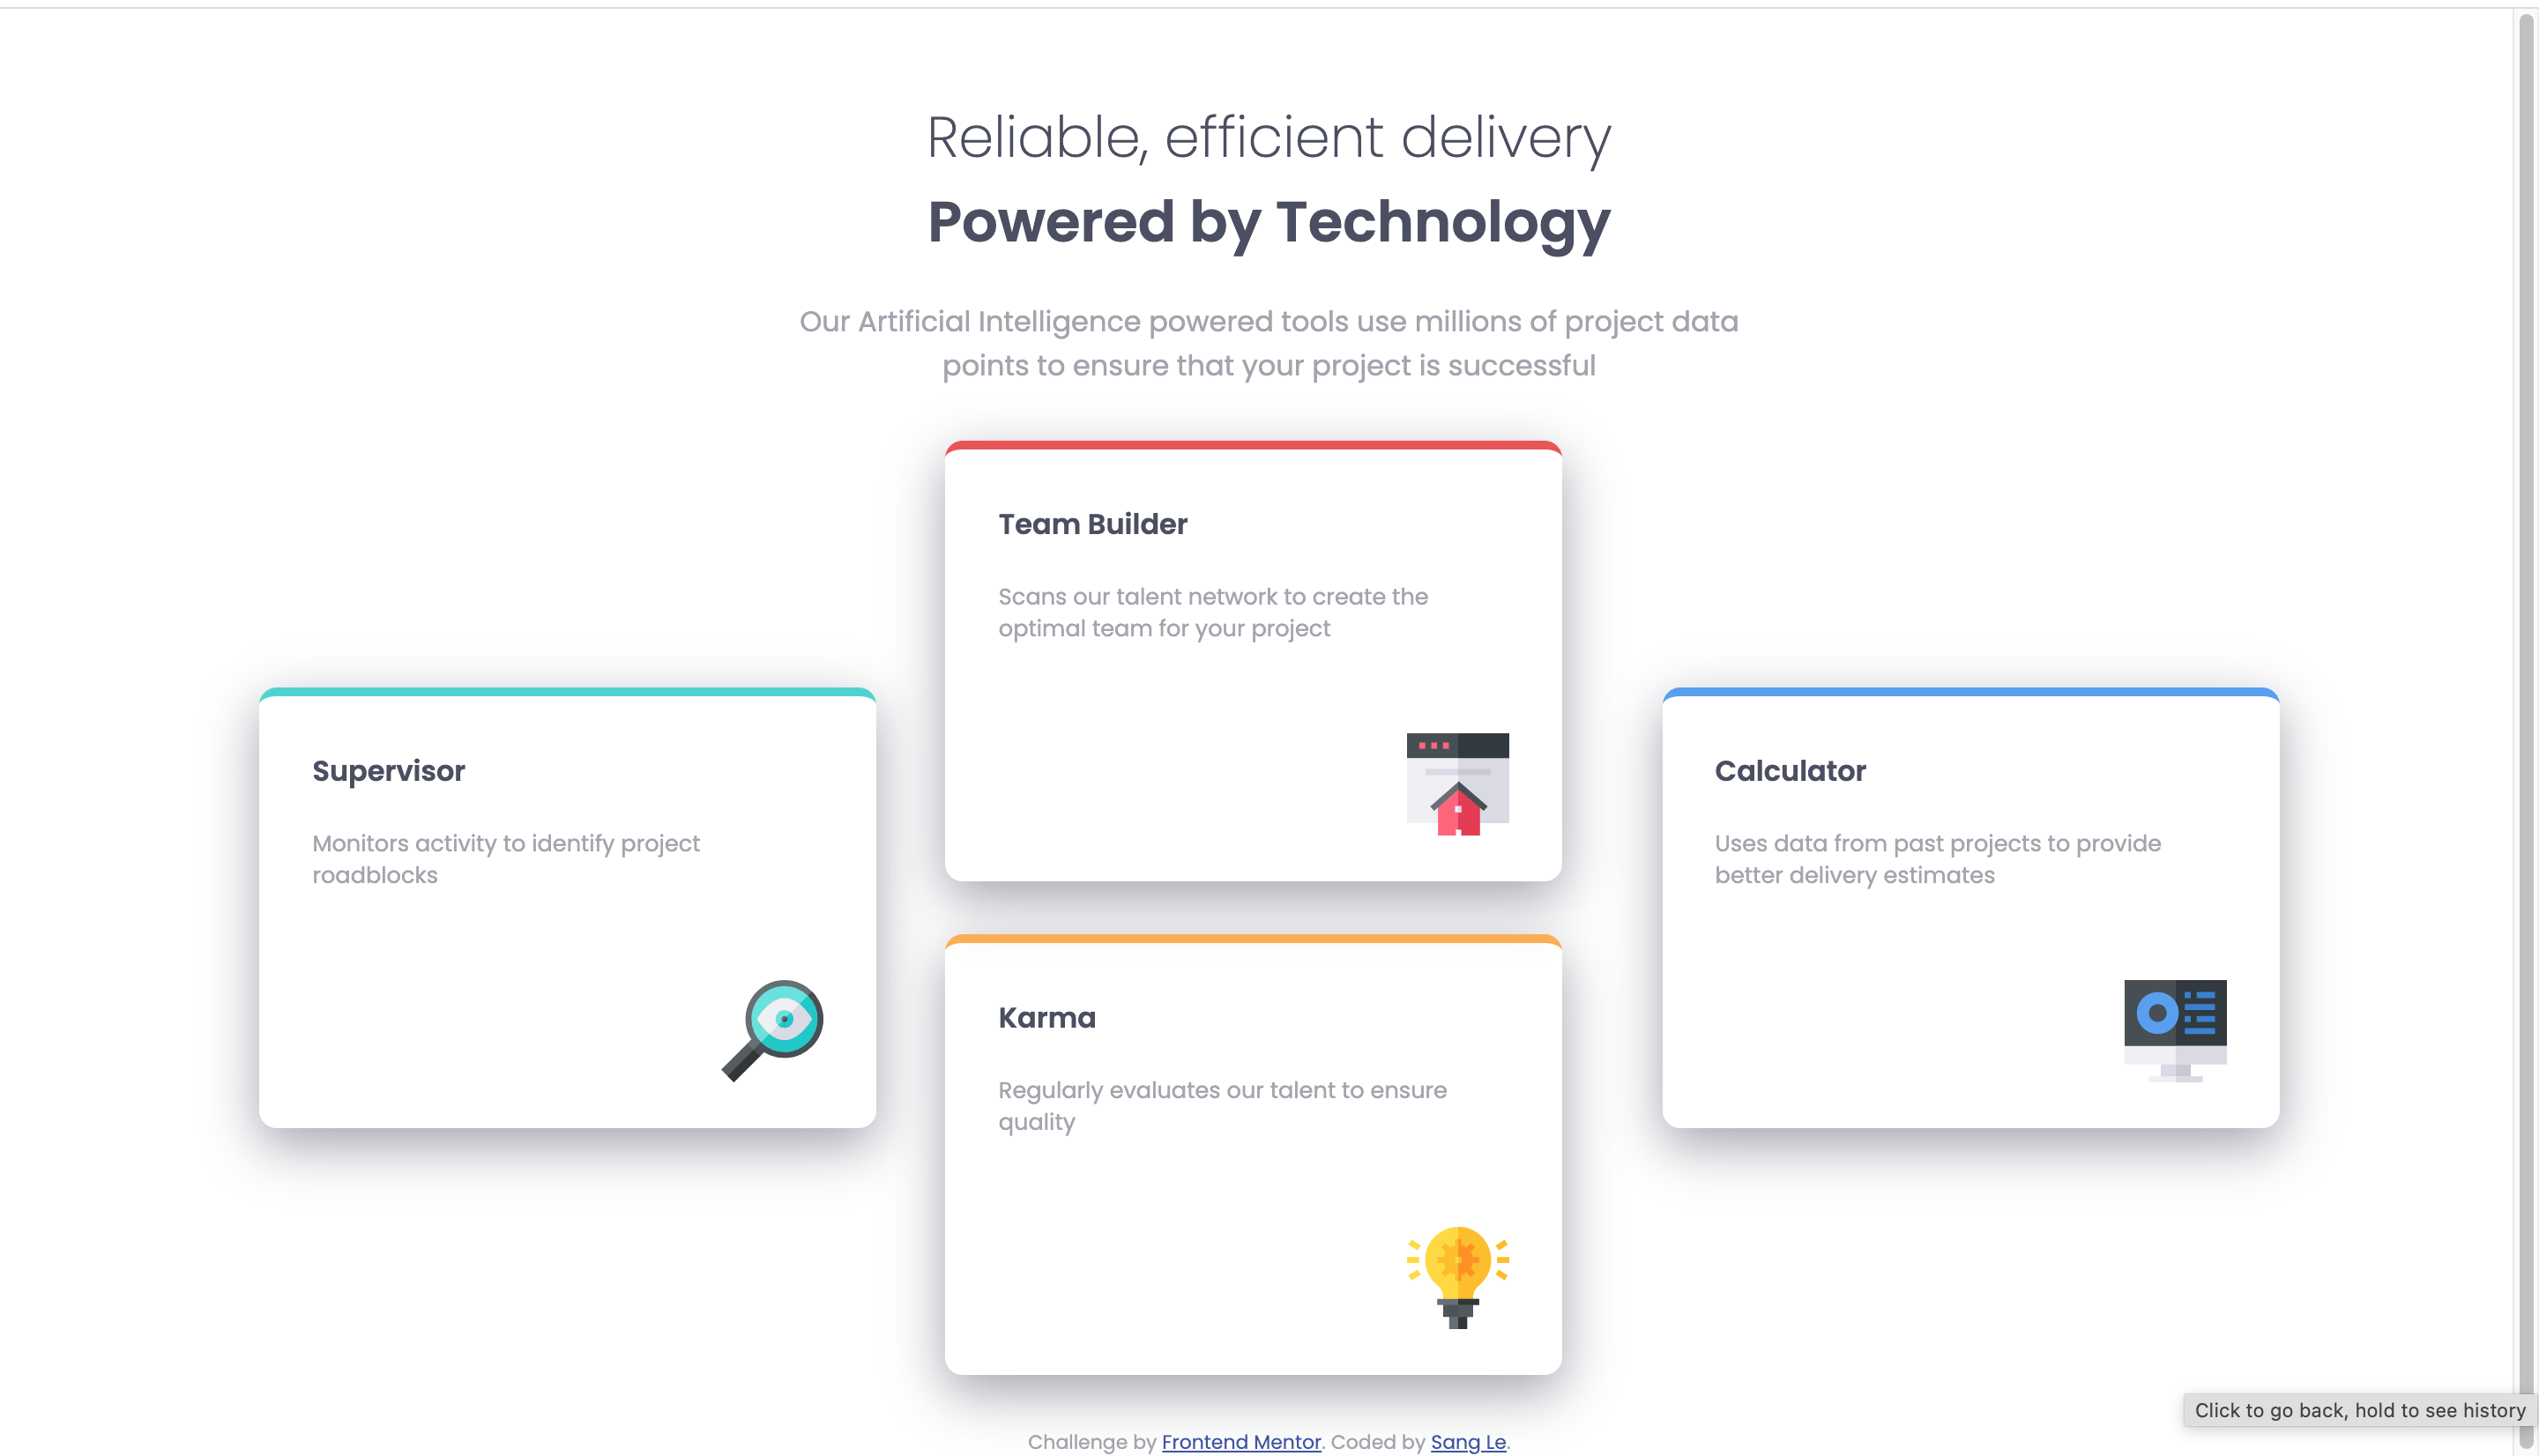 Reliable, efficient delivery
Powered by Technology
Our Artificial Intelligence powered tools use millions of project data
points to ensure that your project is successful
Team Builder
Scans our talent network to create the
optimal team for your project
Supervisor
Monitors activity to identify project
roadblocks
Calculator
Uses data from past projects to provide
better delivery estimates
Karma
Regularly evaluates our talent to ensure
quality
Click to go back, hold to see history
Challenge by Frontend Mentor. Coded by Sang Le.